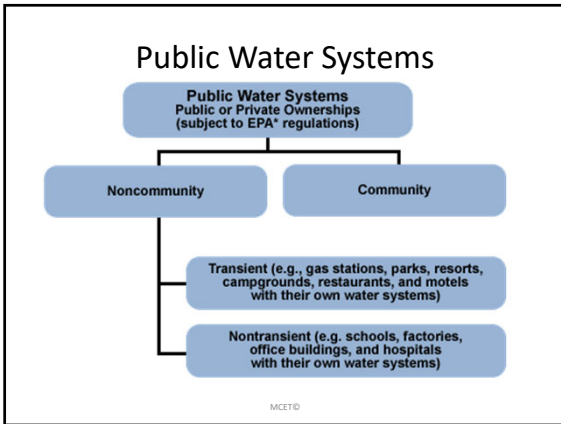 Public Water Systems
Public Water Systems
Public or Private Ownerships
(subject to EPA* regulations)
Noncommunity
Community
Transient (e.g., gas stations, parks, resorts,
campgrounds, restaurants, and motels
with their own water systems)
Nontransient (e.g. schools, factories,
office buildings, and hospitals
with their own water systems)
MCET©